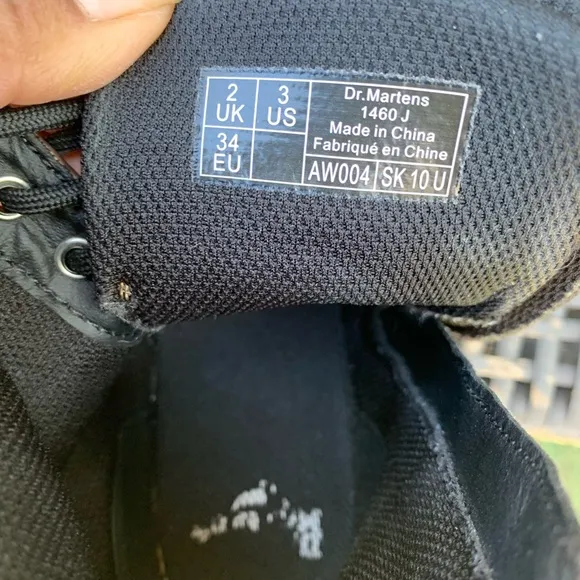 2 UK
3 US
34 EU
Dr.Martens
1460 J
Made in China
Fabriqué en Chine
AW004
SK 10 U